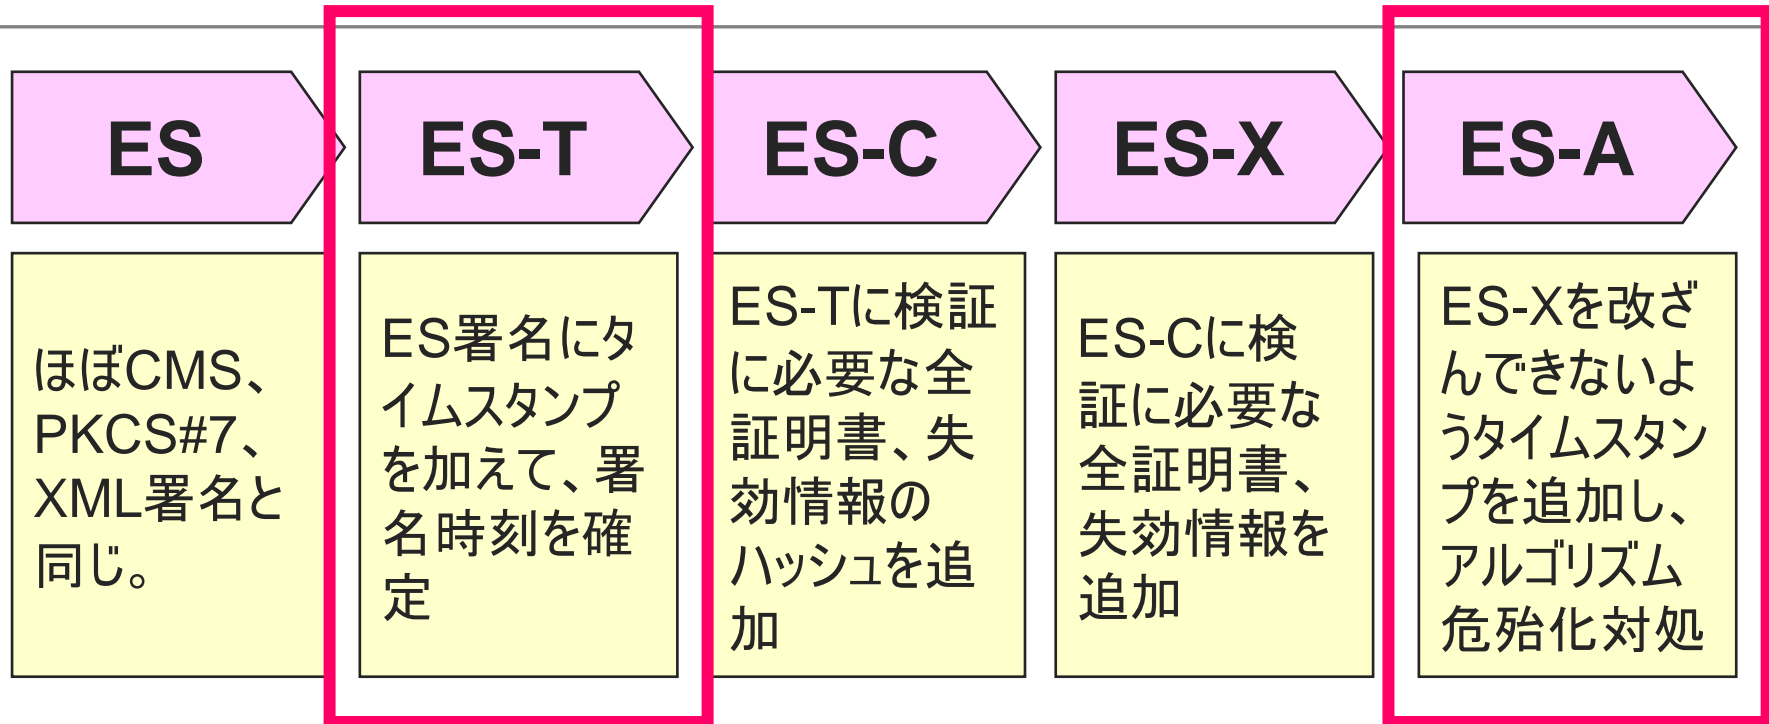 ES
ES-T
ES-C
ES-X
ES-A
ほぼCMS、
PKCS#7、
XML署名と
同じ。
ES署名にタ
イムスタンプ
を加えて、署
名時刻を確
定
ES-Tに検証
に必要な全
証明書、失
効情報の
ハッシュを追
加
ES-Cに検
証に必要な
全証明書、
失効情報を
追加
ES-Xを改ざ
んできないよ
うタイムスタン
プを追加し、
アルゴリズム
危殆化対処